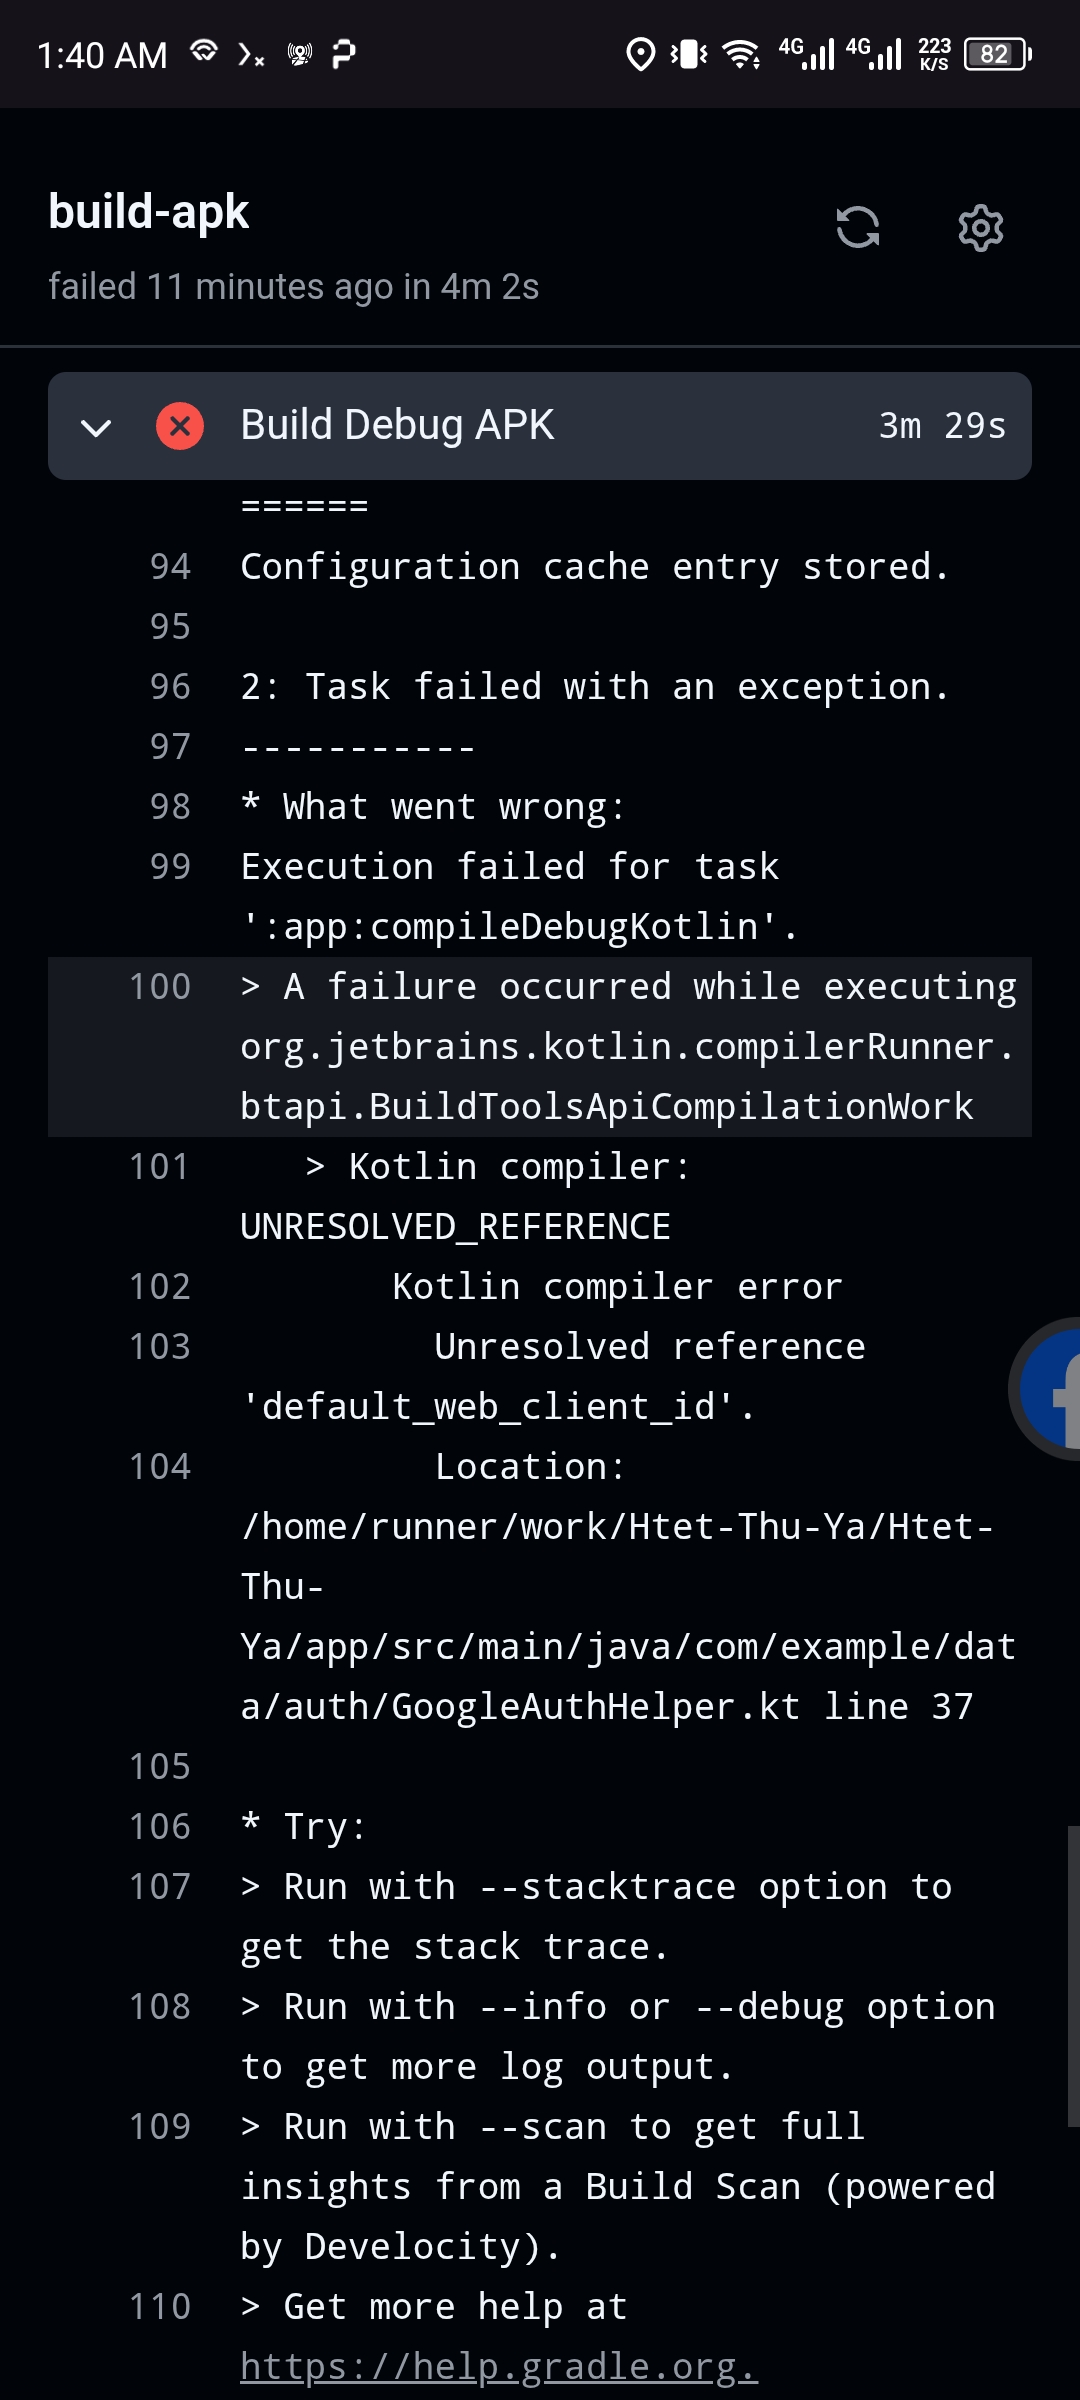 1:40 AM
4G 4G 223 K/S 82
build-apk
failed 11 minutes ago in 4m 2s
Build Debug APK 3m 29s
======
94 Configuration cache entry stored.
95
96 2: Task failed with an exception.
97 -----------
98 * What went wrong:
99 Execution failed for task
':app:compileDebugKotlin'.
100 > A failure occurred while executing
org.jetbrains.kotlin.compilerRunner.
btapi.BuildToolsApiCompilationWork
101 > Kotlin compiler:
UNRESOLVED_REFERENCE
102 Kotlin compiler error
103 Unresolved reference
'default_web_client_id'.
104 Location:
/home/runner/work/Htet-Thu-Ya/Htet-
Thu-
Ya/app/src/main/java/com/example/dat
a/auth/GoogleAuthHelper.kt line 37
105
106 * Try:
107 > Run with --stacktrace option to
get the stack trace.
108 > Run with --info or --debug option
to get more log output.
109 > Run with --scan to get full
insights from a Build Scan (powered
by Develocity).
110 > Get more help at
https://help.gradle.org.